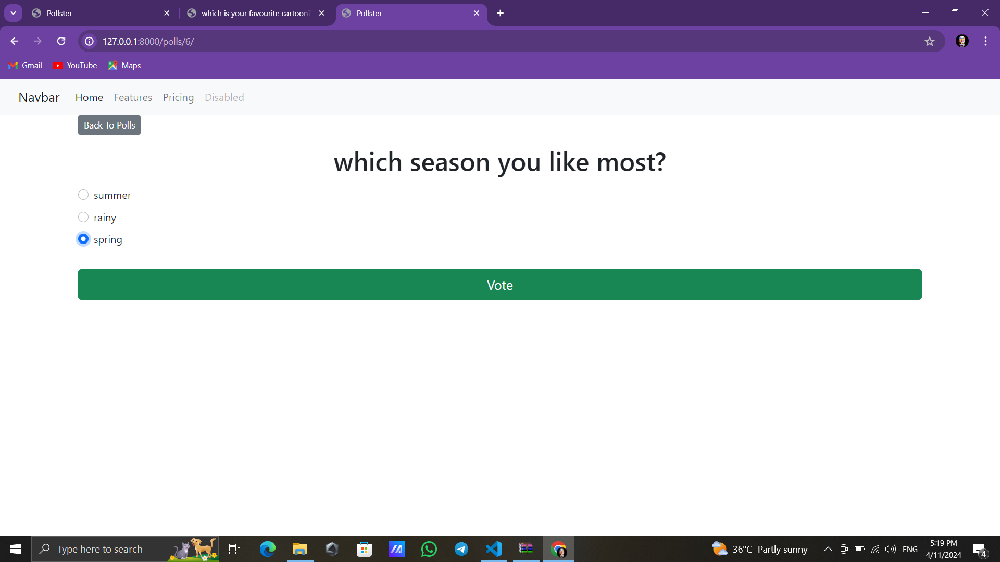 Pollster
which is your favourite cartoon?
Pollster
127.0.0.1:8000/polls/6/
Gmail YouTube Maps
Navbar Home Features Pricing Disabled
Back To Polls
which season you like most?
summer
rainy
spring
Vote
Type here to search
36°C Partly sunny
ENG
5:19 PM
4/11/2024
4